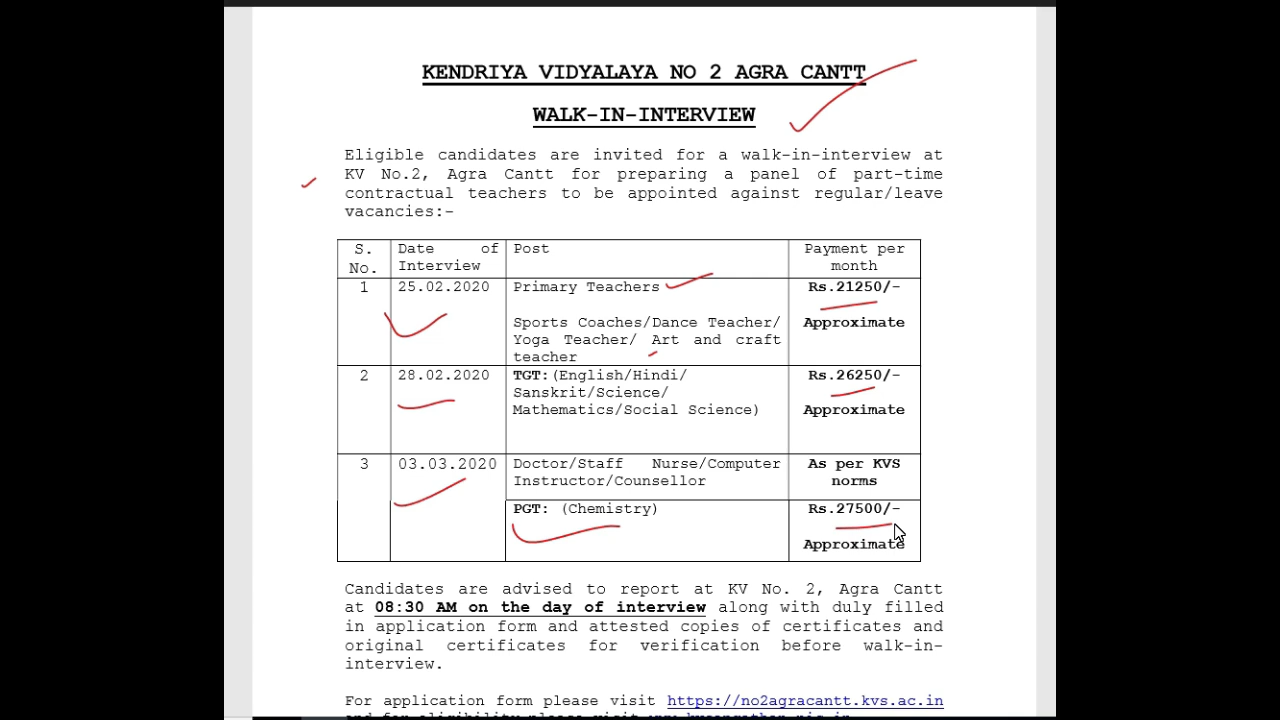 KENDRIYA VIDYALAYA NO 2 AGRA CANTT
WALK-IN-INTERVIEW
Eligible candidates are invited for a walk-in-interview at
KV No.2, Agra Cantt for preparing a panel of part-time
contractual teachers to be appointed against regular/leave
vacancies:-
S. No. Date of Interview Post Payment per month
1 25.02.2020 Primary Teachers Rs.21250/-
Sports Coaches/Dance Teacher/ Approximate
Yoga Teacher/ Art and craft
teacher
2 28.02.2020 TGT:(English/Hindi/ Rs.26250/-
Sanskrit/Science/
Mathematics/Social Science) Approximate
3 03.03.2020 Doctor/Staff Nurse/Computer As per KVS
Instructor/Counsellor norms
PGT: (Chemistry) Rs.27500/-
Approximate
Candidates are advised to report at KV No. 2, Agra Cantt
at 08:30 AM on the day of interview along with duly filled
in application form and attested copies of certificates and
original certificates for verification before walk-in-
interview.
For application form please visit https://no2agracantt.kvs.ac.in
and for eligibility please visit